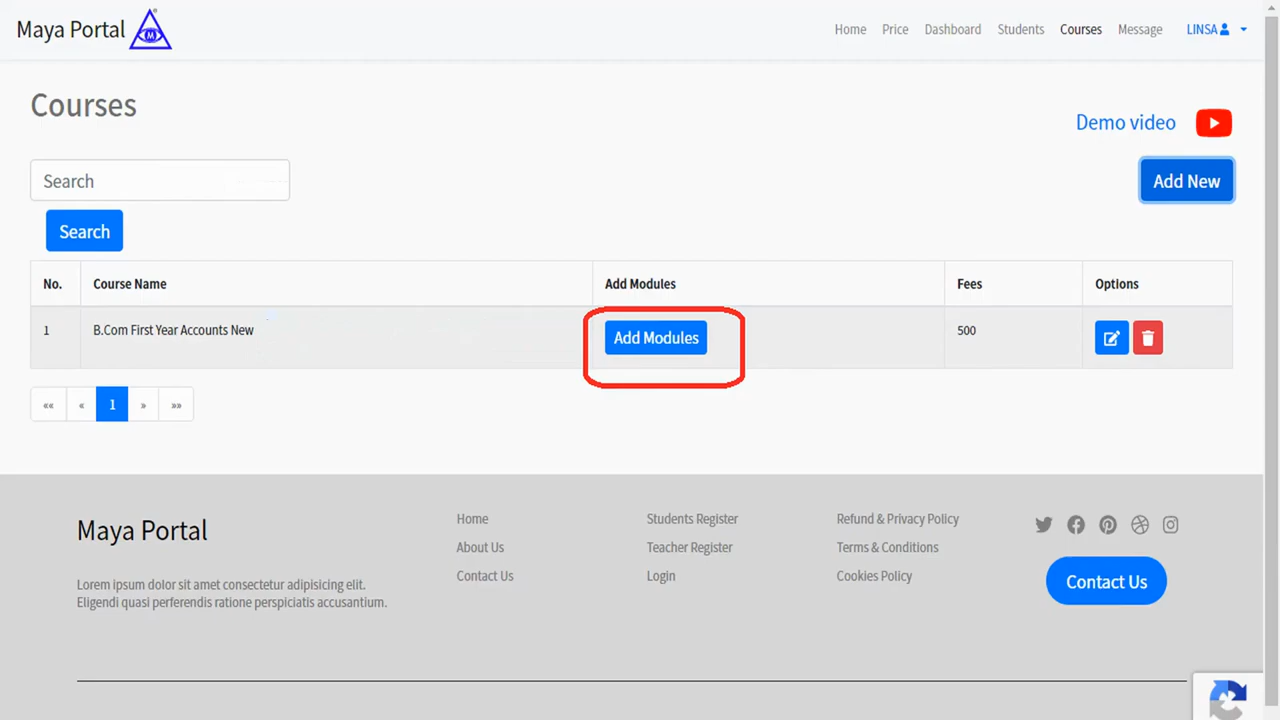 Maya Portal
Home Price Dashboard Students Courses Message LINSA
Courses
Demo video
Search
Add New
Search
No. Course Name Add Modules Fees Options
1 B.Com First Year Accounts New Add Modules 500
«« « 1 » »»
Maya Portal
Lorem ipsum dolor sit amet consectetur adipisicing elit.
Eligendi quasi perferendis ratione perspiciatis accusantium.
Home
About Us
Contact Us
Students Register
Teacher Register
Login
Refund & Privacy Policy
Terms & Conditions
Cookies Policy
Contact Us